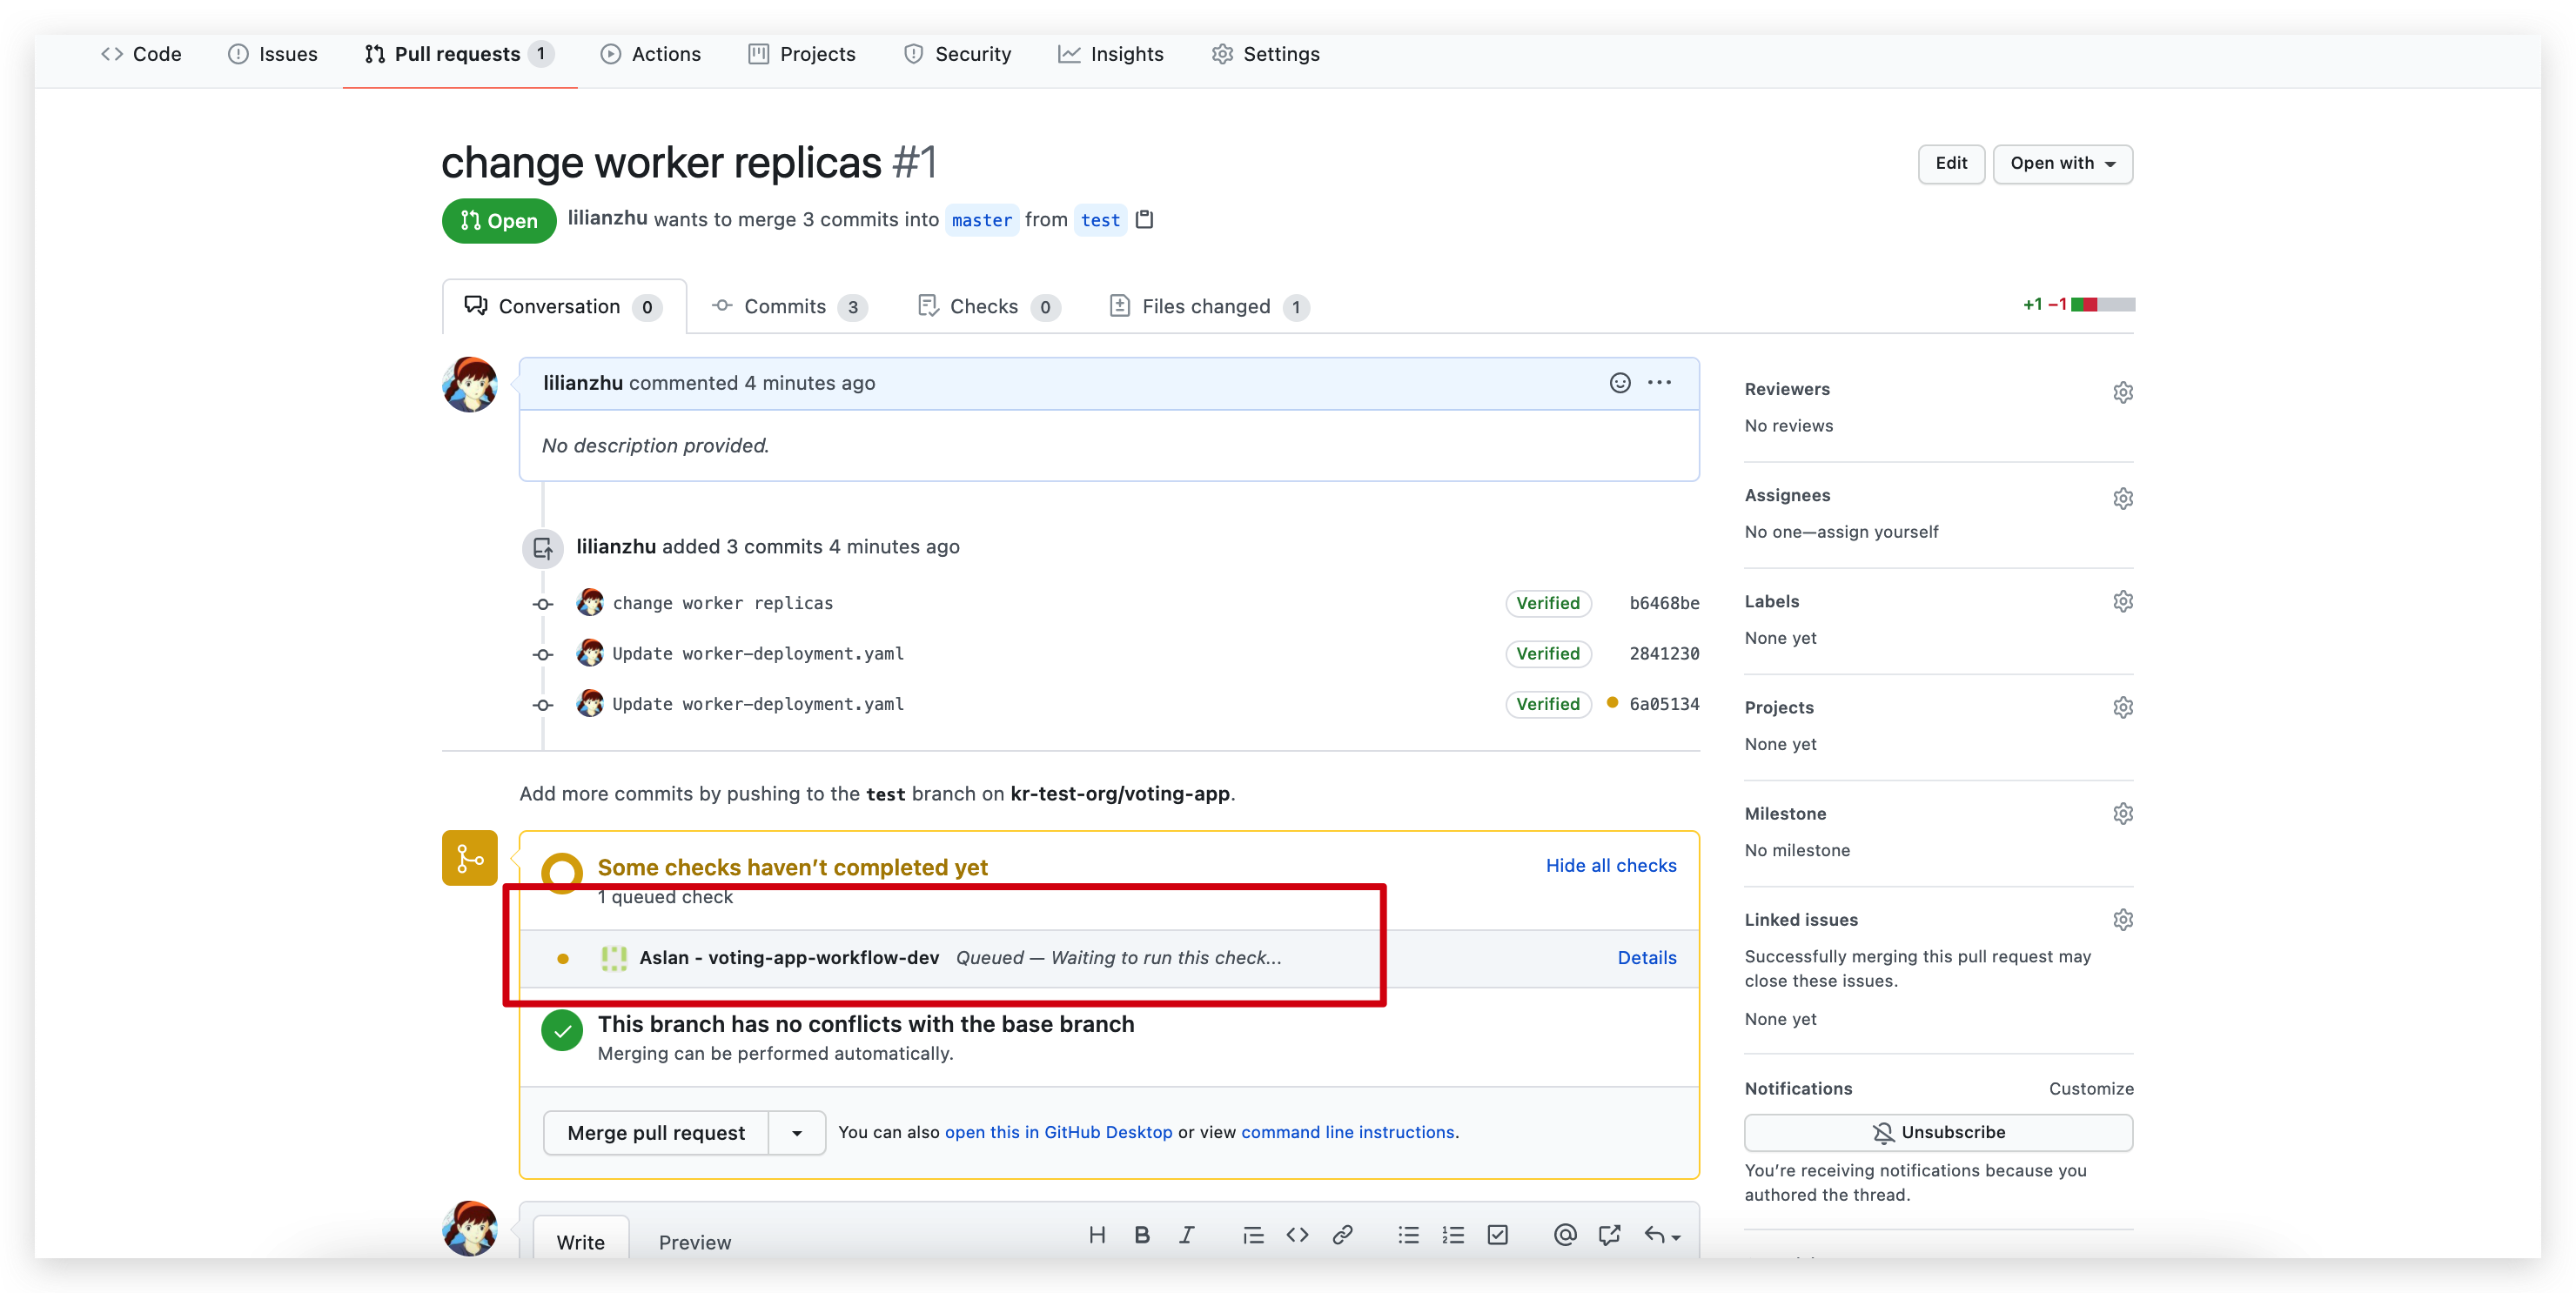 Code Issues Pull requests 1 Actions Projects Security Insights Settings
change worker replicas #1
Edit Open with
Open lilianzhu wants to merge 3 commits into master from test
Conversation 0 Commits 3 Checks 0 Files changed 1 +1 −1
lilianzhu commented 4 minutes ago
No description provided.
lilianzhu added 3 commits 4 minutes ago
change worker replicas Verified b6468be
Update worker-deployment.yaml Verified 2841230
Update worker-deployment.yaml Verified 6a05134
Add more commits by pushing to the test branch on kr-test-org/voting-app.
Some checks haven't completed yet Hide all checks
1 queued check
Aslan - voting-app-workflow-dev Queued — Waiting to run this check... Details
This branch has no conflicts with the base branch
Merging can be performed automatically.
Merge pull request You can also open this in GitHub Desktop or view command line instructions.
Write Preview
Reviewers
No reviews
Assignees
No one—assign yourself
Labels
None yet
Projects
None yet
Milestone
No milestone
Linked issues
Successfully merging this pull request may
close these issues.
None yet
Notifications Customize
Unsubscribe
You're receiving notifications because you
authored the thread.